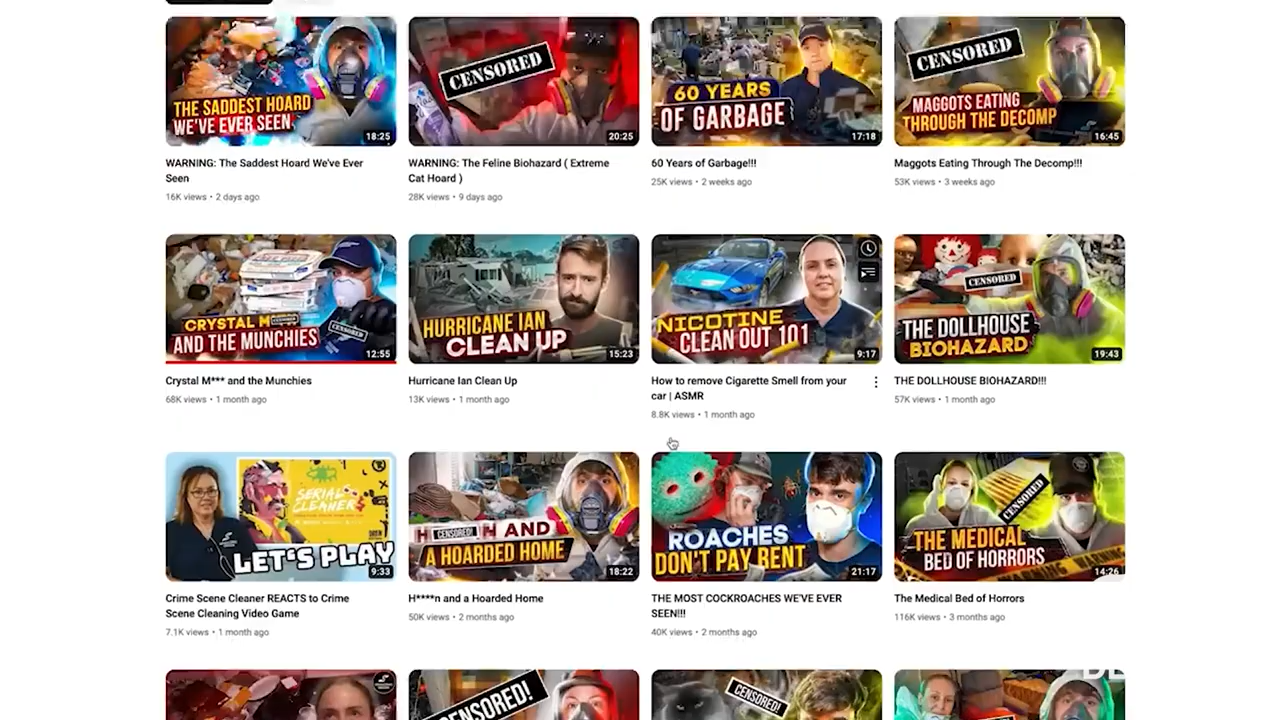 THE SADDEST HOARD
WE'VE EVER SEEN
18:25
CENSORED
20:25
60 YEARS
OF GARBAGE
17:18
CENSORED
MAGGOTS EATING
THROUGH THE DECOMP
16:45
WARNING: The Saddest Hoard We've Ever
Seen
16K views • 2 days ago
WARNING: The Feline Biohazard ( Extreme
Cat Hoard )
28K views • 9 days ago
60 Years of Garbage!!!
25K views • 2 weeks ago
Maggots Eating Through The Decomp!!!
53K views • 3 weeks ago
CRYSTAL M CENSORED
AND THE MUNCHIES
CENSORED
12:55
HURRICANE IAN
CLEAN UP
15:23
NICOTINE
CLEAN OUT 101
9:17
CENSORED
THE DOLLHOUSE
BIOHAZARD
19:43
Crystal M*** and the Munchies
68K views • 1 month ago
Hurricane Ian Clean Up
13K views • 1 month ago
How to remove Cigarette Smell from your
car | ASMR
8.8K views • 1 month ago
THE DOLLHOUSE BIOHAZARD!!!
57K views • 1 month ago
SERIAL
CLEANERS
LET'S PLAY
9:33
H CENSORED! H AND
A HOARDED HOME
18:22
ROACHES
DON'T PAY RENT
21:17
CENSORED
THE MEDICAL
BED OF HORRORS
WARNING
14:26
Crime Scene Cleaner REACTS to Crime
Scene Cleaning Video Game
7.1K views • 1 month ago
H****n and a Hoarded Home
50K views • 2 months ago
THE MOST COCKROACHES WE'VE EVER
SEEN!!!
40K views • 2 months ago
The Medical Bed of Horrors
116K views • 3 months ago
CENSORED!
CENSORED!